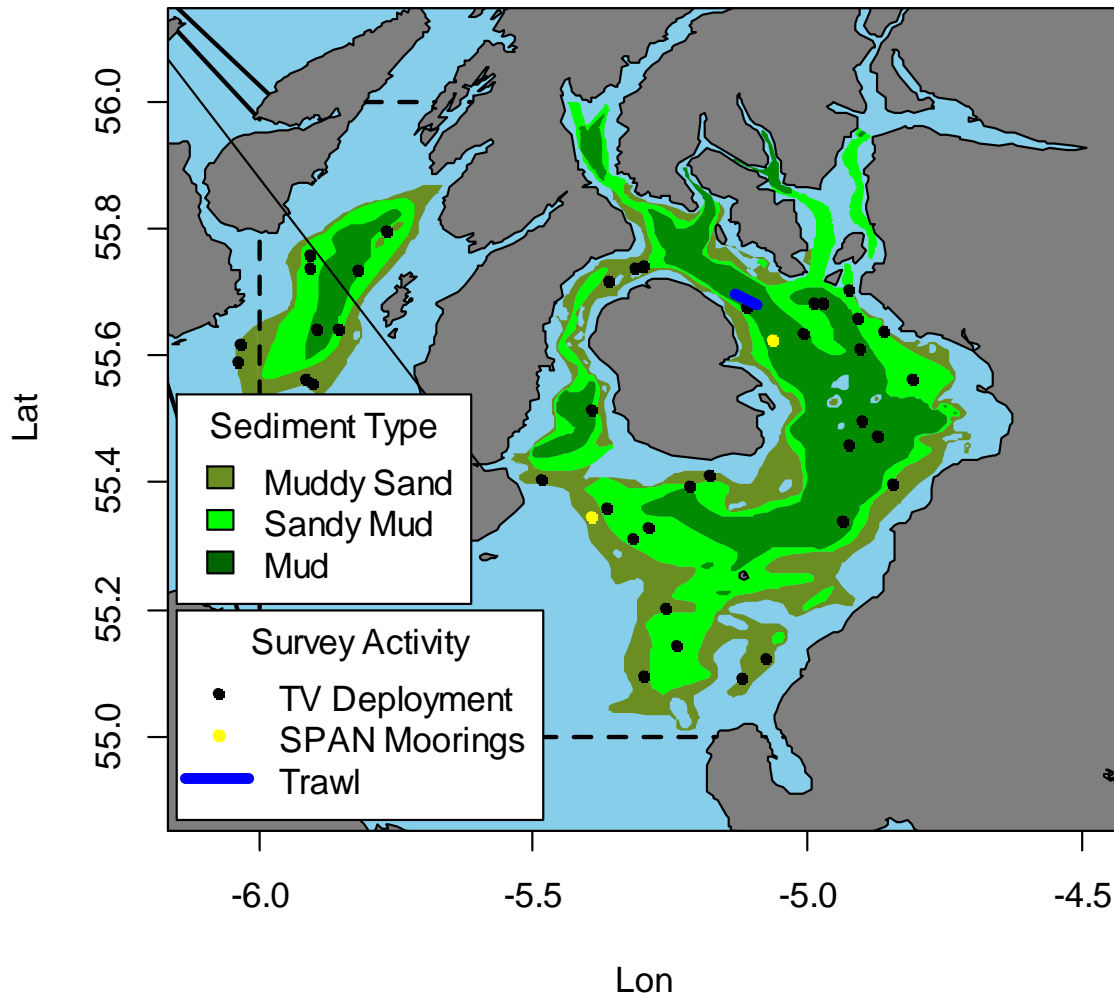 56.0
55.8
55.6
55.4
55.2
55.0
Lat
Sediment Type
Muddy Sand
Sandy Mud
Mud
Survey Activity
TV Deployment
SPAN Moorings
Trawl
-6.0 -5.5 -5.0 -4.5
Lon